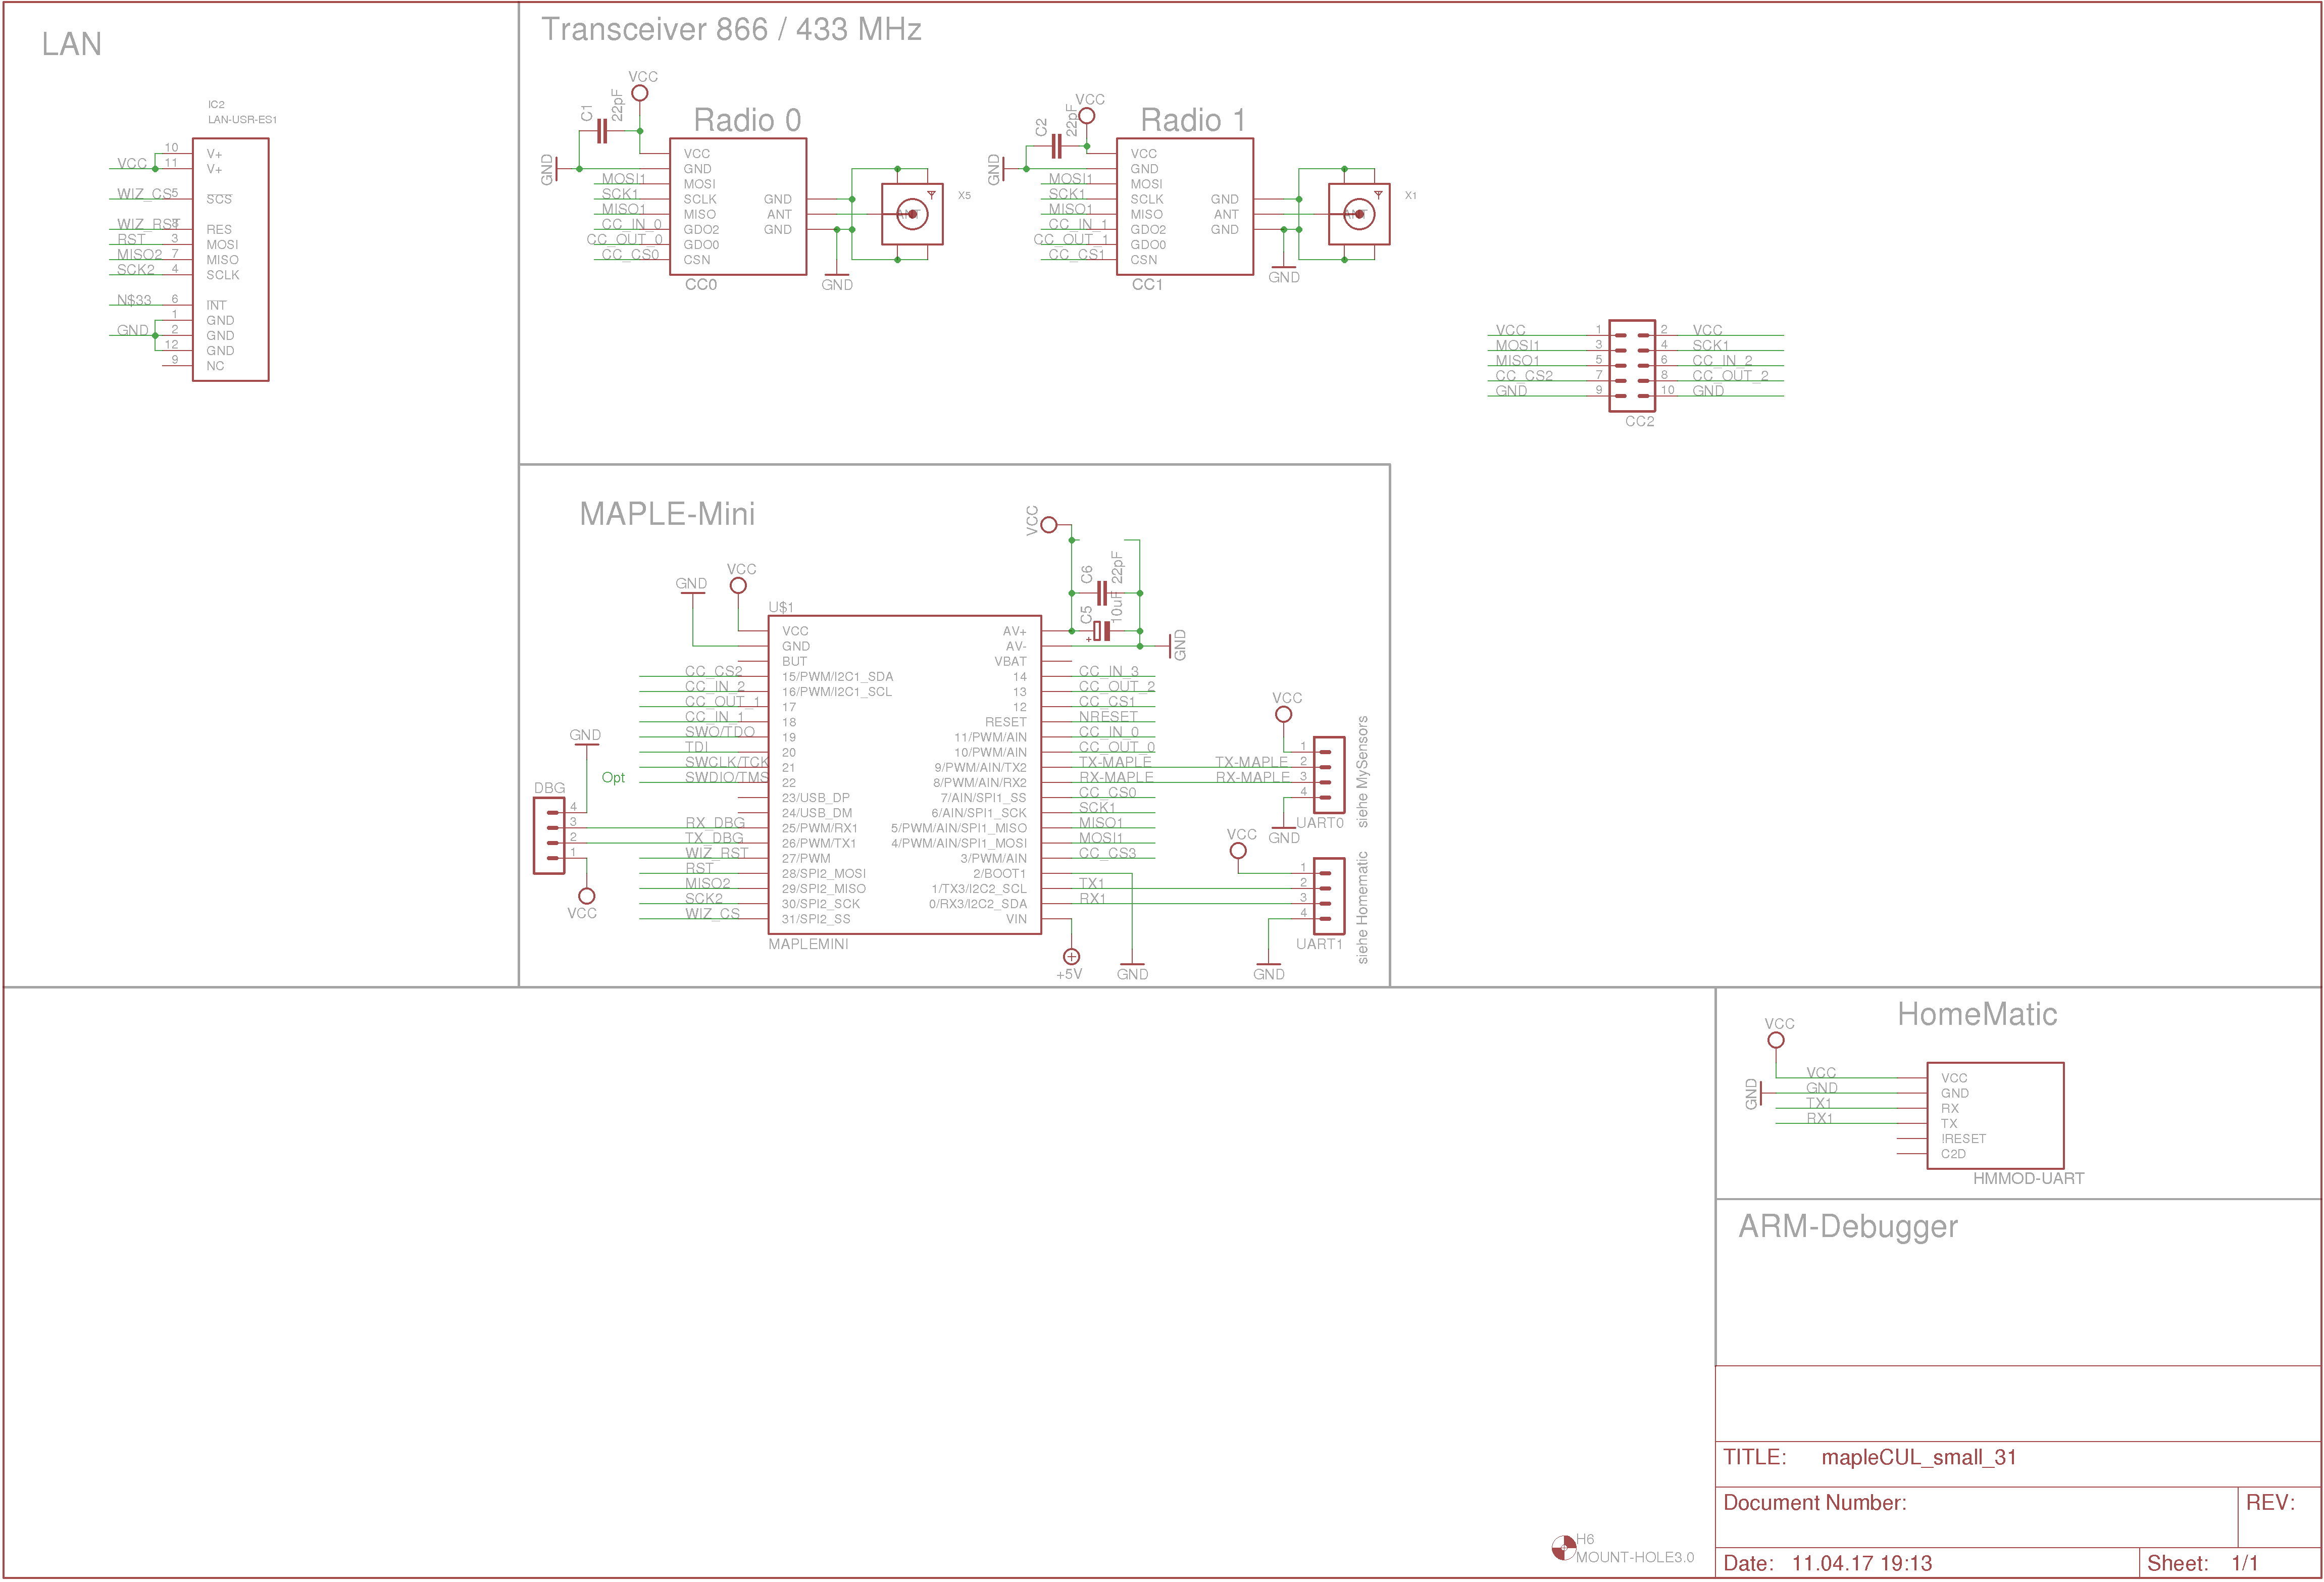 LAN
IC2
LAN-USR-ES1
VCC 10 V+
11 V+
WIZ_CS 5 SCS
WIZ_RST RES
RST 3 MOSI
MISO2 7 MISO
SCK2 4 SCLK
N$33 6 INT
1 GND
GND 2 GND
12 GND
9 NC
Transceiver 866 / 433 MHz
VCC
C1
22pF
GND
Radio 0
VCC
GND
MOSI1 MOSI
SCK1 SCLK GND
MISO1 MISO ANT
CC_IN_0 GDO2 GND
CC_OUT_0 GDO0
CC_CS0 CSN
CC0
GND
ANT
X5
VCC
C2
22pF
GND
Radio 1
VCC
GND
MOSI1 MOSI
SCK1 SCLK GND
MISO1 MISO ANT
CC_IN_1 GDO2 GND
CC_OUT_1 GDO0
CC_CS1 CSN
CC1
GND
ANT
X1
VCC 1 2 VCC
MOSI1 3 4 SCK1
MISO1 5 6 CC_IN_2
CC_CS2 7 8 CC_OUT_2
GND 9 10 GND
CC2
MAPLE-Mini
VCC
C6
22pF
C5
10uF
+
GND
GND
VCC
U$1
VCC AV+
GND AV-
BUT VBAT
CC_CS2 15/PWM/I2C1_SDA 14 CC_IN_3
CC_IN_2 16/PWM/I2C1_SCL 13 CC_OUT_2
CC_OUT_1 17 12 CC_CS1
CC_IN_1 18 RESET NRESET
SWO/TDO 19 11/PWM/AIN CC_IN_0
TDI 20 10/PWM/AIN CC_OUT_0
SWCLK/TCK 21 9/PWM/AIN/TX2 TX-MAPLE
SWDIO/TMS 22 8/PWM/AIN/RX2 RX-MAPLE
23/USB_DP 7/AIN/SPI1_SS CC_CS0
24/USB_DM 6/AIN/SPI1_SCK SCK1
RX_DBG 25/PWM/RX1 5/PWM/AIN/SPI1_MISO MISO1
TX_DBG 26/PWM/TX1 4/PWM/AIN/SPI1_MOSI MOSI1
WIZ_RST 27/PWM 3/PWM/AIN CC_CS3
RST 28/SPI2_MOSI 2/BOOT1
MISO2 29/SPI2_MISO 1/TX3/I2C2_SCL TX1
SCK2 30/SPI2_SCK 0/RX3/I2C2_SDA RX1
WIZ_CS 31/SPI2_SS VIN
MAPLEMINI
+5V
GND
GND
Opt
DBG
4
3
2
1
VCC
VCC
1
TX-MAPLE 2
RX-MAPLE 3
4
GND
UART0
siehe MySensors
VCC
1
2
3
4
GND
UART1
siehe Homematic
HomeMatic
VCC
GND
VCC VCC
GND GND
TX1 RX
RX1 TX
!RESET
C2D
HMMOD-UART
ARM-Debugger
TITLE: mapleCUL_small_31
Document Number:
REV:
Date: 11.04.17 19:13
Sheet: 1/1
H6
MOUNT-HOLE3.0